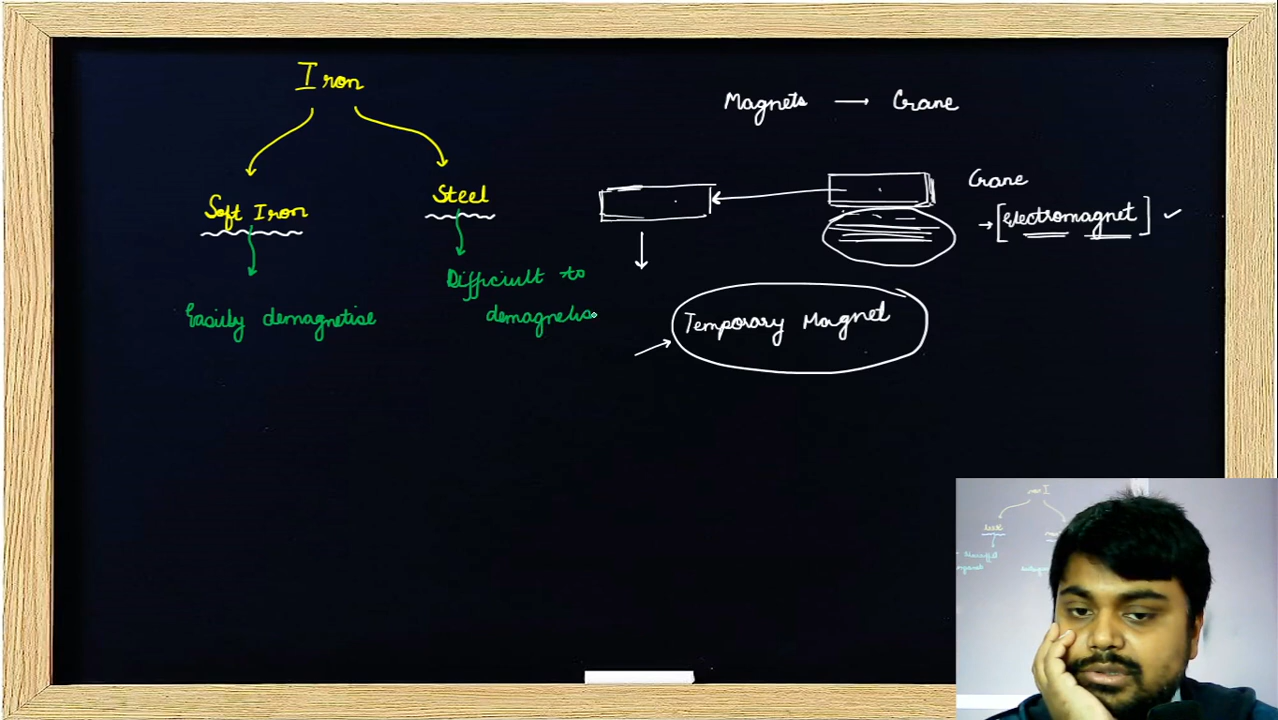 Iron
Soft Iron
Steel
Easily demagnetise
Difficult to
demagnetis
Magnets → Crane
Crane
→ [Electromagnet] ✓
Temporary Magnet